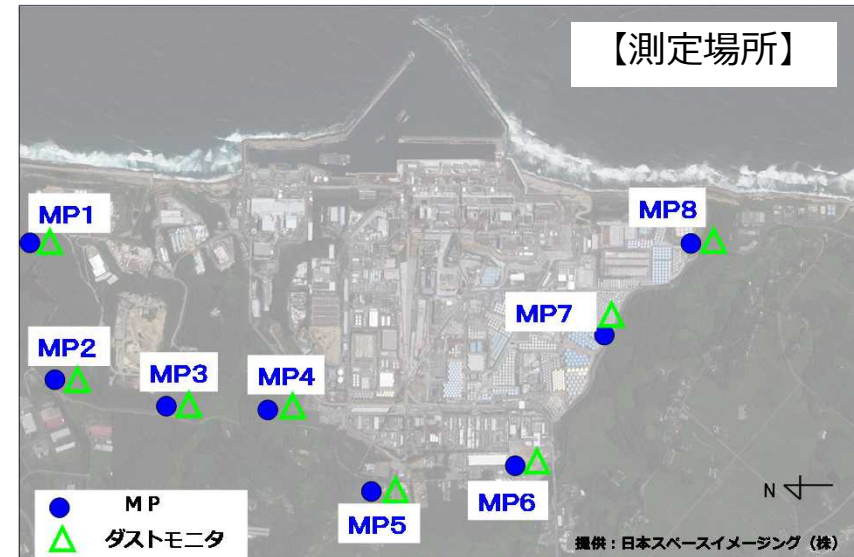 【測定場所】
MP1
MP8
MP7
MP2
MP3
MP4
MP6
MP5
N
ＭＰ
ダストモニタ
提供：日本スペースイメージング（株）